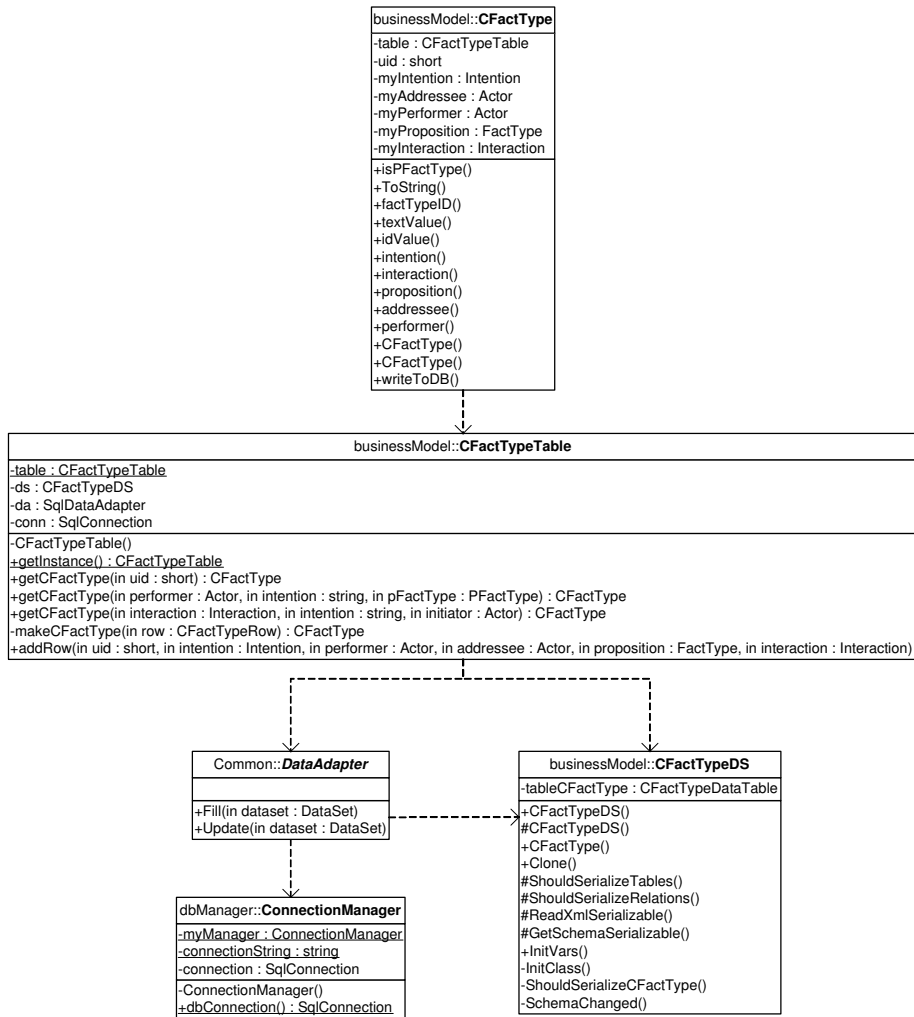 businessModel::CFactType
-table : CFactTypeTable
-uid : short
-myIntention : Intention
-myAddressee : Actor
-myPerformer : Actor
-myProposition : FactType
-myInteraction : Interaction
+isPFactType()
+ToString()
+factTypeID()
+textValue()
+idValue()
+intention()
+interaction()
+proposition()
+addressee()
+performer()
+CFactType()
+CFactType()
+writeToDB()
businessModel::CFactTypeTable
-table : CFactTypeTable
-ds : CFactTypeDS
-da : SqlDataAdapter
-conn : SqlConnection
-CFactTypeTable()
+getInstance() : CFactTypeTable
+getCFactType(in uid : short) : CFactType
+getCFactType(in performer : Actor, in intention : string, in pFactType : PFactType) : CFactType
+getCFactType(in interaction : Interaction, in intention : string, in initiator : Actor) : CFactType
-makeCFactType(in row : CFactTypeRow) : CFactType
+addRow(in uid : short, in intention : Intention, in performer : Actor, in addressee : Actor, in proposition : FactType, in interaction : Interaction)
Common::DataAdapter
+Fill(in dataset : DataSet)
+Update(in dataset : DataSet)
businessModel::CFactTypeDS
-tableCFactType : CFactTypeDataTable
+CFactTypeDS()
#CFactTypeDS()
+CFactType()
+Clone()
#ShouldSerializeTables()
#ShouldSerializeRelations()
#ReadXmlSerializable()
#GetSchemaSerializable()
+InitVars()
-InitClass()
-ShouldSerializeCFactType()
-SchemaChanged()
dbManager::ConnectionManager
-myManager : ConnectionManager
-connectionString : string
-connection : SqlConnection
-ConnectionManager()
+dbConnection() : SqlConnection